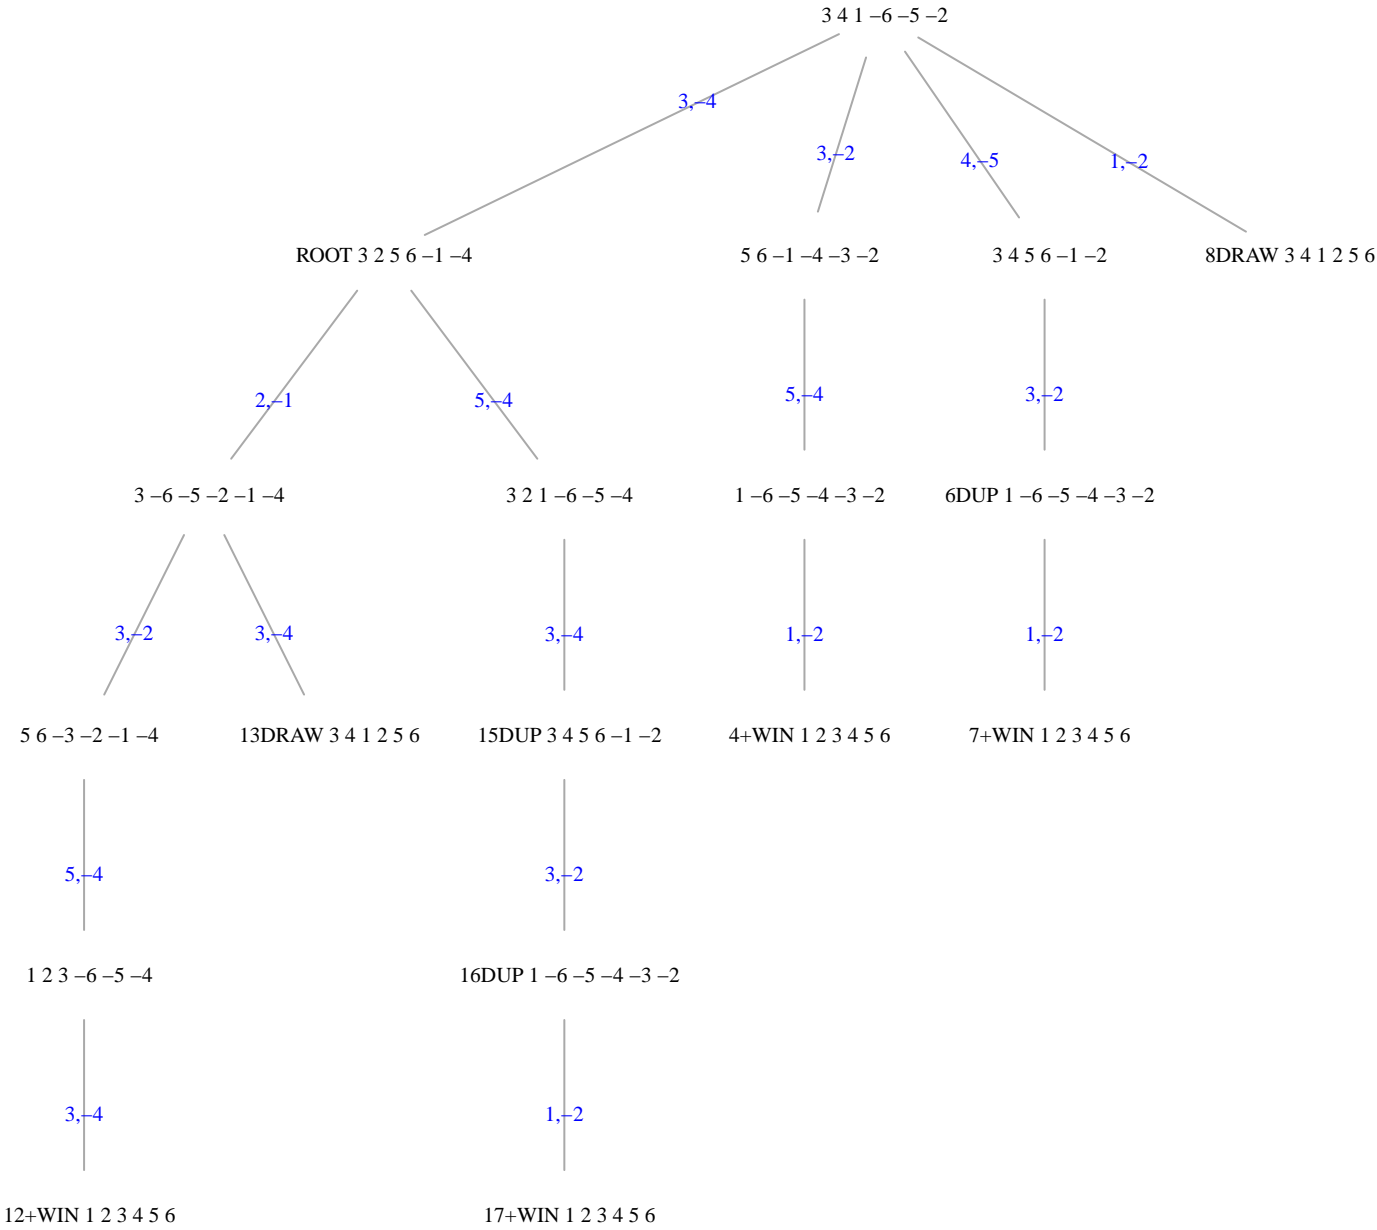 3 4 1 –6 –5 –2
3,–4
3,–2
4,–5
1,–2
ROOT 3 2 5 6 –1 –4
5 6 –1 –4 –3 –2
3 4 5 6 –1 –2
8DRAW 3 4 1 2 5 6
2,–1
5,–4
5,–4
3,–2
3 –6 –5 –2 –1 –4
3 2 1 –6 –5 –4
1 –6 –5 –4 –3 –2
6DUP 1 –6 –5 –4 –3 –2
3,–2
3,–4
3,–4
1,–2
1,–2
5 6 –3 –2 –1 –4
13DRAW 3 4 1 2 5 6
15DUP 3 4 5 6 –1 –2
4+WIN 1 2 3 4 5 6
7+WIN 1 2 3 4 5 6
5,–4
3,–2
1 2 3 –6 –5 –4
16DUP 1 –6 –5 –4 –3 –2
3,–4
1,–2
12+WIN 1 2 3 4 5 6
17+WIN 1 2 3 4 5 6